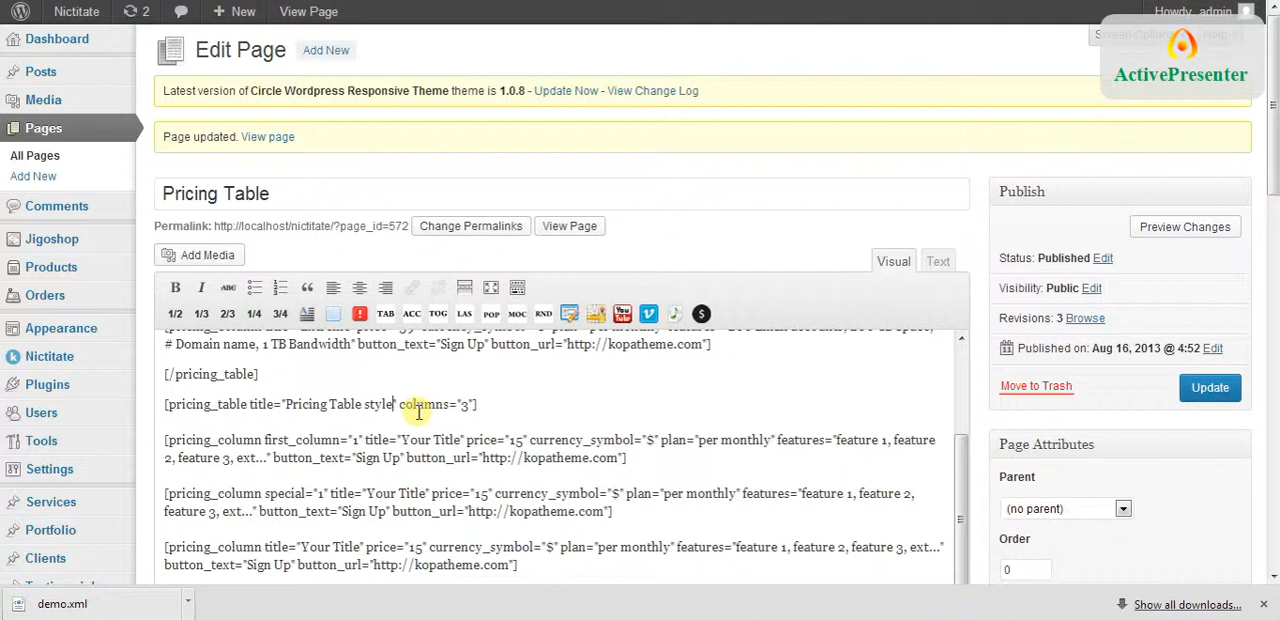 Nictitate
2
New
View Page
Howdy, admin
ActivePresenter
Dashboard
Posts
Media
Pages
All Pages
Add New
Comments
Jigoshop
Products
Orders
Appearance
Nictitate
Plugins
Users
Tools
Settings
Services
Portfolio
Clients
Edit Page
Add New
Latest version of Circle Wordpress Responsive Theme theme is 1.0.8 - Update Now - View Change Log
Page updated. View page
Pricing Table
Permalink: http://localhost/nictitate/?page_id=572
Change Permalinks
View Page
Add Media
Visual
Text
B I ABC
1/2 1/3 2/3 1/4 3/4 TAB ACC TOG LAS POP MOC RND You Tube $
# Domain name, 1 TB Bandwidth" button_text="Sign Up" button_url="http://kopatheme.com"]
[/pricing_table]
[pricing_table title="Pricing Table style" columns="3"]
[pricing_column first_column="1" title="Your Title" price="15" currency_symbol="$" plan="per monthly" features="feature 1, feature
2, feature 3, ext..." button_text="Sign Up" button_url="http://kopatheme.com"]
[pricing_column special="1" title="Your Title" price="15" currency_symbol="$" plan="per monthly" features="feature 1, feature 2,
feature 3, ext..." button_text="Sign Up" button_url="http://kopatheme.com"]
[pricing_column title="Your Title" price="15" currency_symbol="$" plan="per monthly" features="feature 1, feature 2, feature 3, ext..."
button_text="Sign Up" button_url="http://kopatheme.com"]
Publish
Preview Changes
Status: Published Edit
Visibility: Public Edit
Revisions: 3 Browse
Published on: Aug 16, 2013 @ 4:52 Edit
Move to Trash
Update
Page Attributes
Parent
(no parent)
Order
0
demo.xml
Show all downloads...